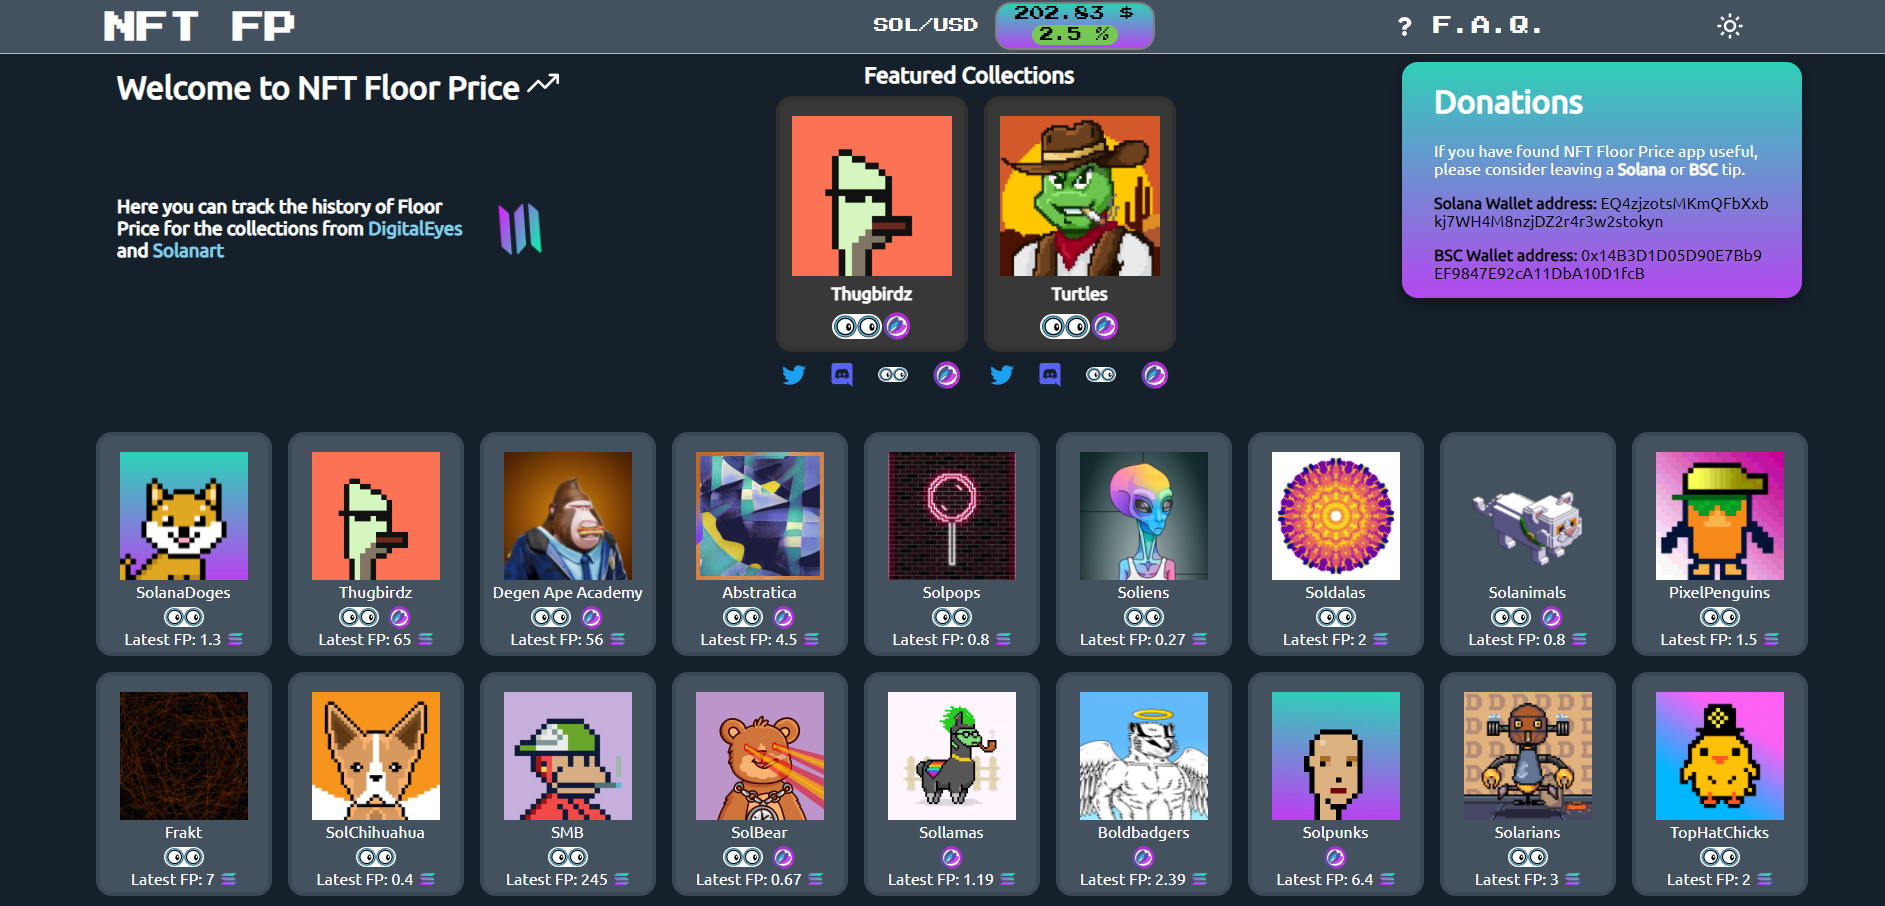 NFT FP
SOL/USD
202.83 $
2.5 %
? F.A.Q.
Welcome to NFT Floor Price
Here you can track the history of Floor
Price for the collections from DigitalEyes
and Solanart
Featured Collections
Thugbirdz
Turtles
Donations
If you have found NFT Floor Price app useful,
please consider leaving a Solana or BSC tip.
Solana Wallet address: EQ4zjzotsMKmQFbXxb
kj7WH4M8nzjDZ2r4r3w2stokyn
BSC Wallet address: 0x14B3D1D05D90E7Bb9
EF9847E92cA11DbA10D1fcB
SolanaDoges
Latest FP: 1.3
Thugbirdz
Latest FP: 65
Degen Ape Academy
Latest FP: 56
Abstratica
Latest FP: 4.5
Solpops
Latest FP: 0.8
Soliens
Latest FP: 0.27
Soldalas
Latest FP: 2
Solanimals
Latest FP: 0.8
PixelPenguins
Latest FP: 1.5
Frakt
Latest FP: 7
SolChihuahua
Latest FP: 0.4
SMB
Latest FP: 245
SolBear
Latest FP: 0.67
Sollamas
Latest FP: 1.19
Boldbadgers
Latest FP: 2.39
Solpunks
Latest FP: 6.4
Solarians
Latest FP: 3
TopHatChicks
Latest FP: 2